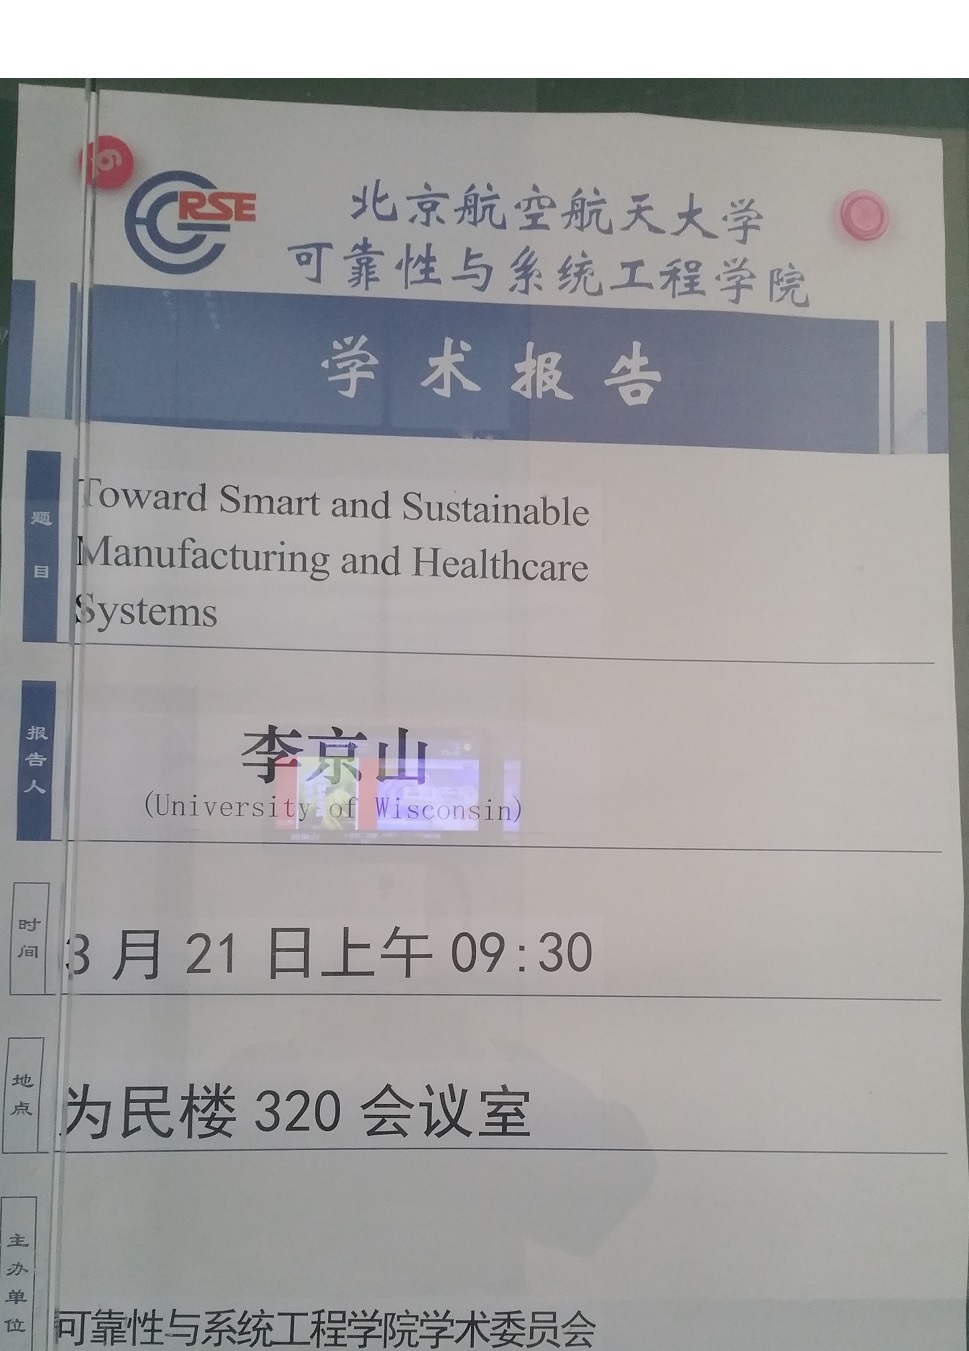 RSE
北京航空航天大学
可靠性与系统工程学院
学术报告
题目
Toward Smart and Sustainable
Manufacturing and Healthcare
Systems
报告人
李京山
(University of Wisconsin)
时间
3月21日上午09:30
地点
为民楼320会议室
主办单位
可靠性与系统工程学院学术委员会